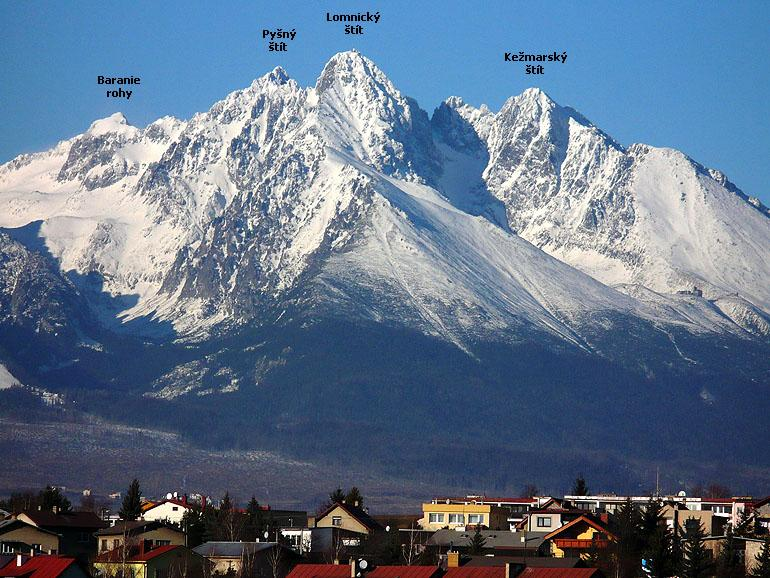 Lomnický
štít
Pyšný
štít
Kežmarský
štít
Baranie
rohy